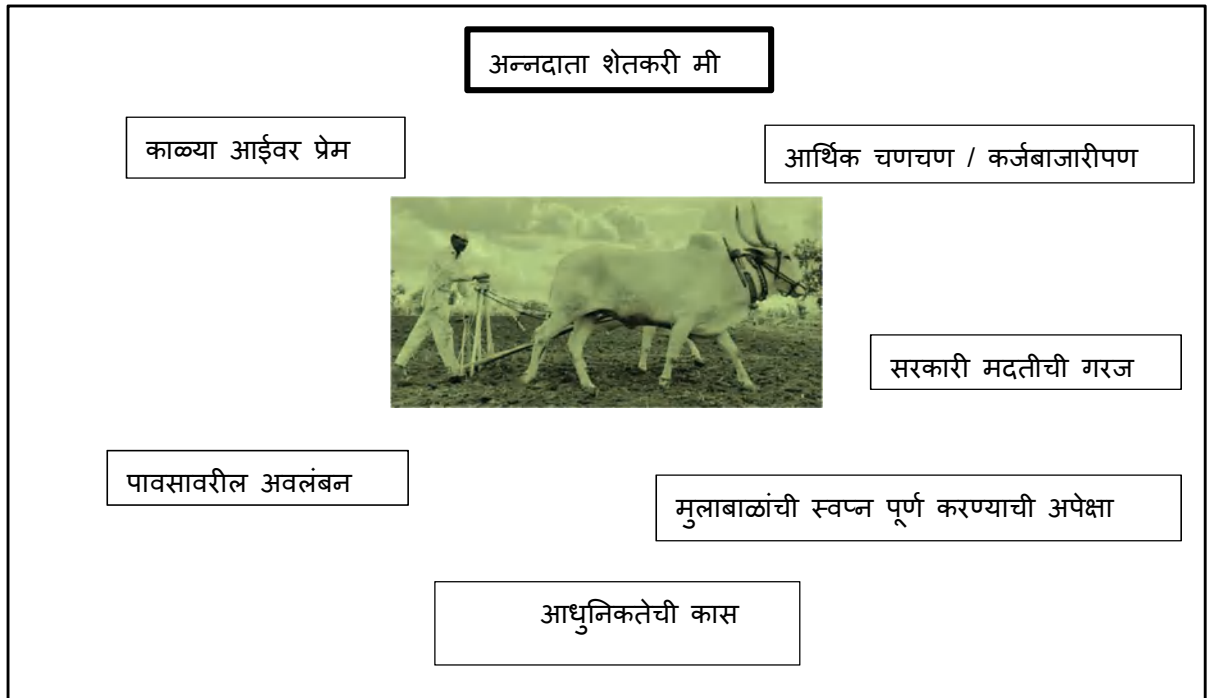 अन्नदाता शेतकरी मी
काळ्या आईवर प्रेम
आर्थिक चणचण / कर्जबाजारीपण
सरकारी मदतीची गरज
पावसावरील अवलंबन
मुलाबाळांची स्वप्न पूर्ण करण्याची अपेक्षा
आधुनिकतेची कास